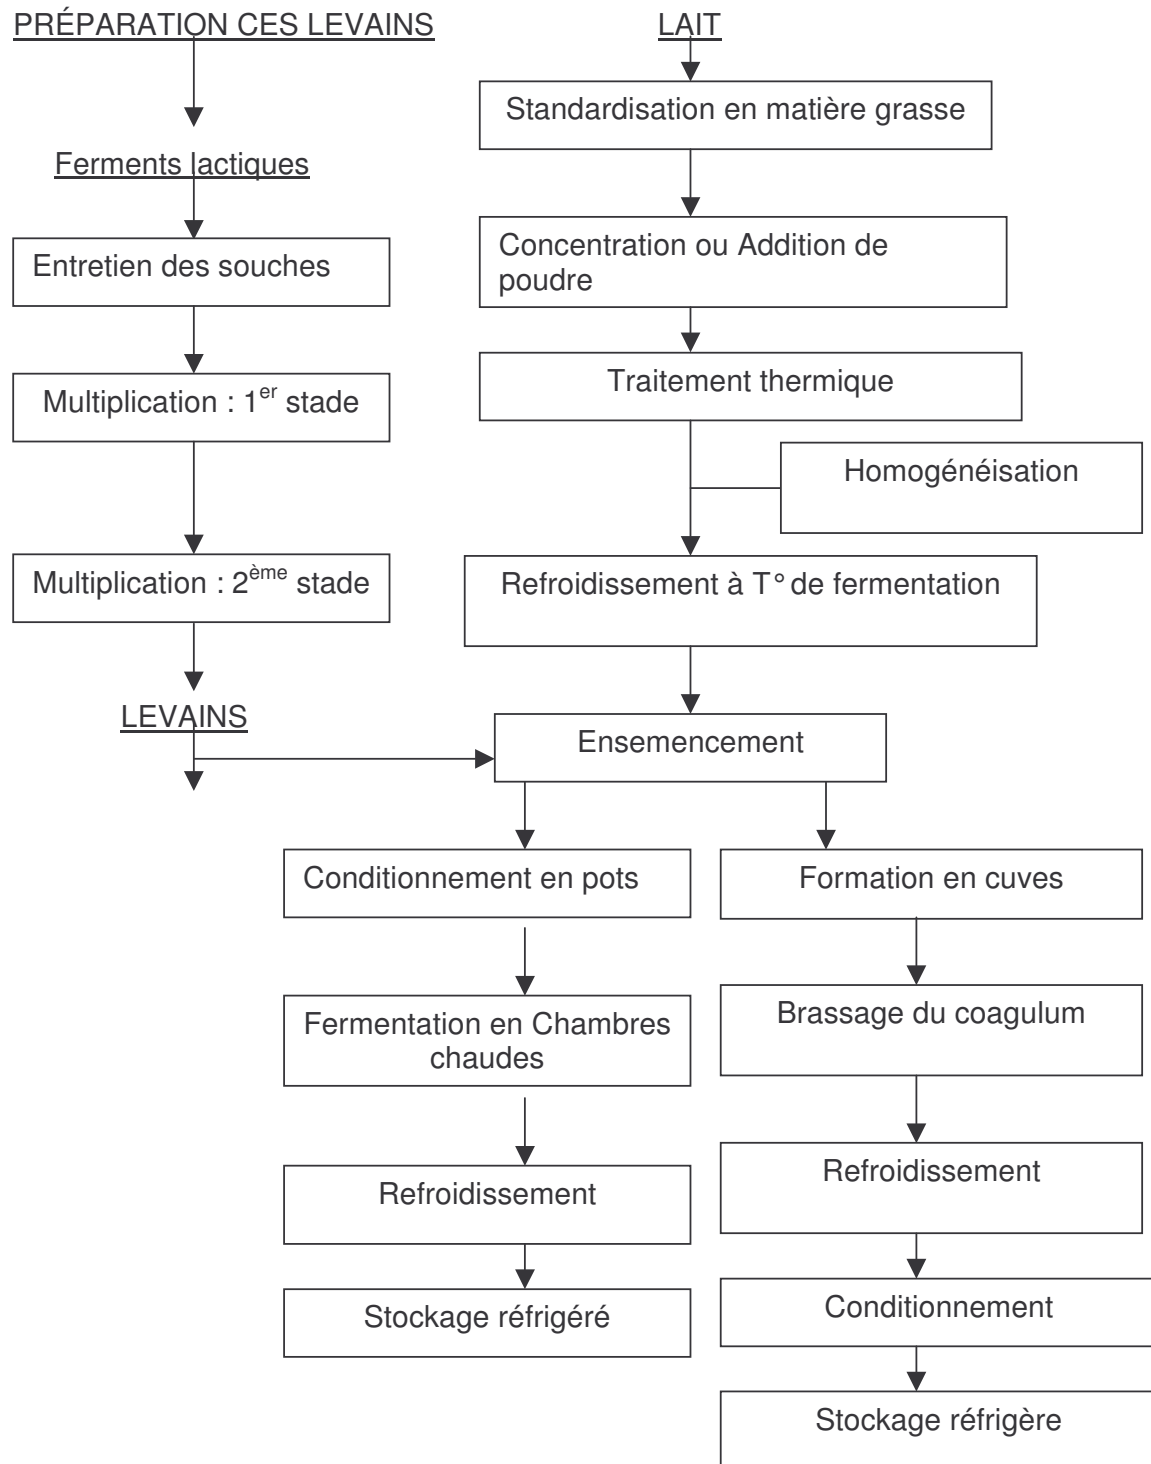 PRÉPARATION CES LEVAINS
Ferments lactiques
Entretien des souches
Multiplication : 1er stade
Multiplication : 2ème stade
LEVAINS
LAIT
Standardisation en matière grasse
Concentration ou Addition de
poudre
Traitement thermique
Homogénéisation
Refroidissement à T° de fermentation
Ensemencement
Conditionnement en pots
Fermentation en Chambres
chaudes
Refroidissement
Stockage réfrigéré
Formation en cuves
Brassage du coagulum
Refroidissement
Conditionnement
Stockage réfrigère